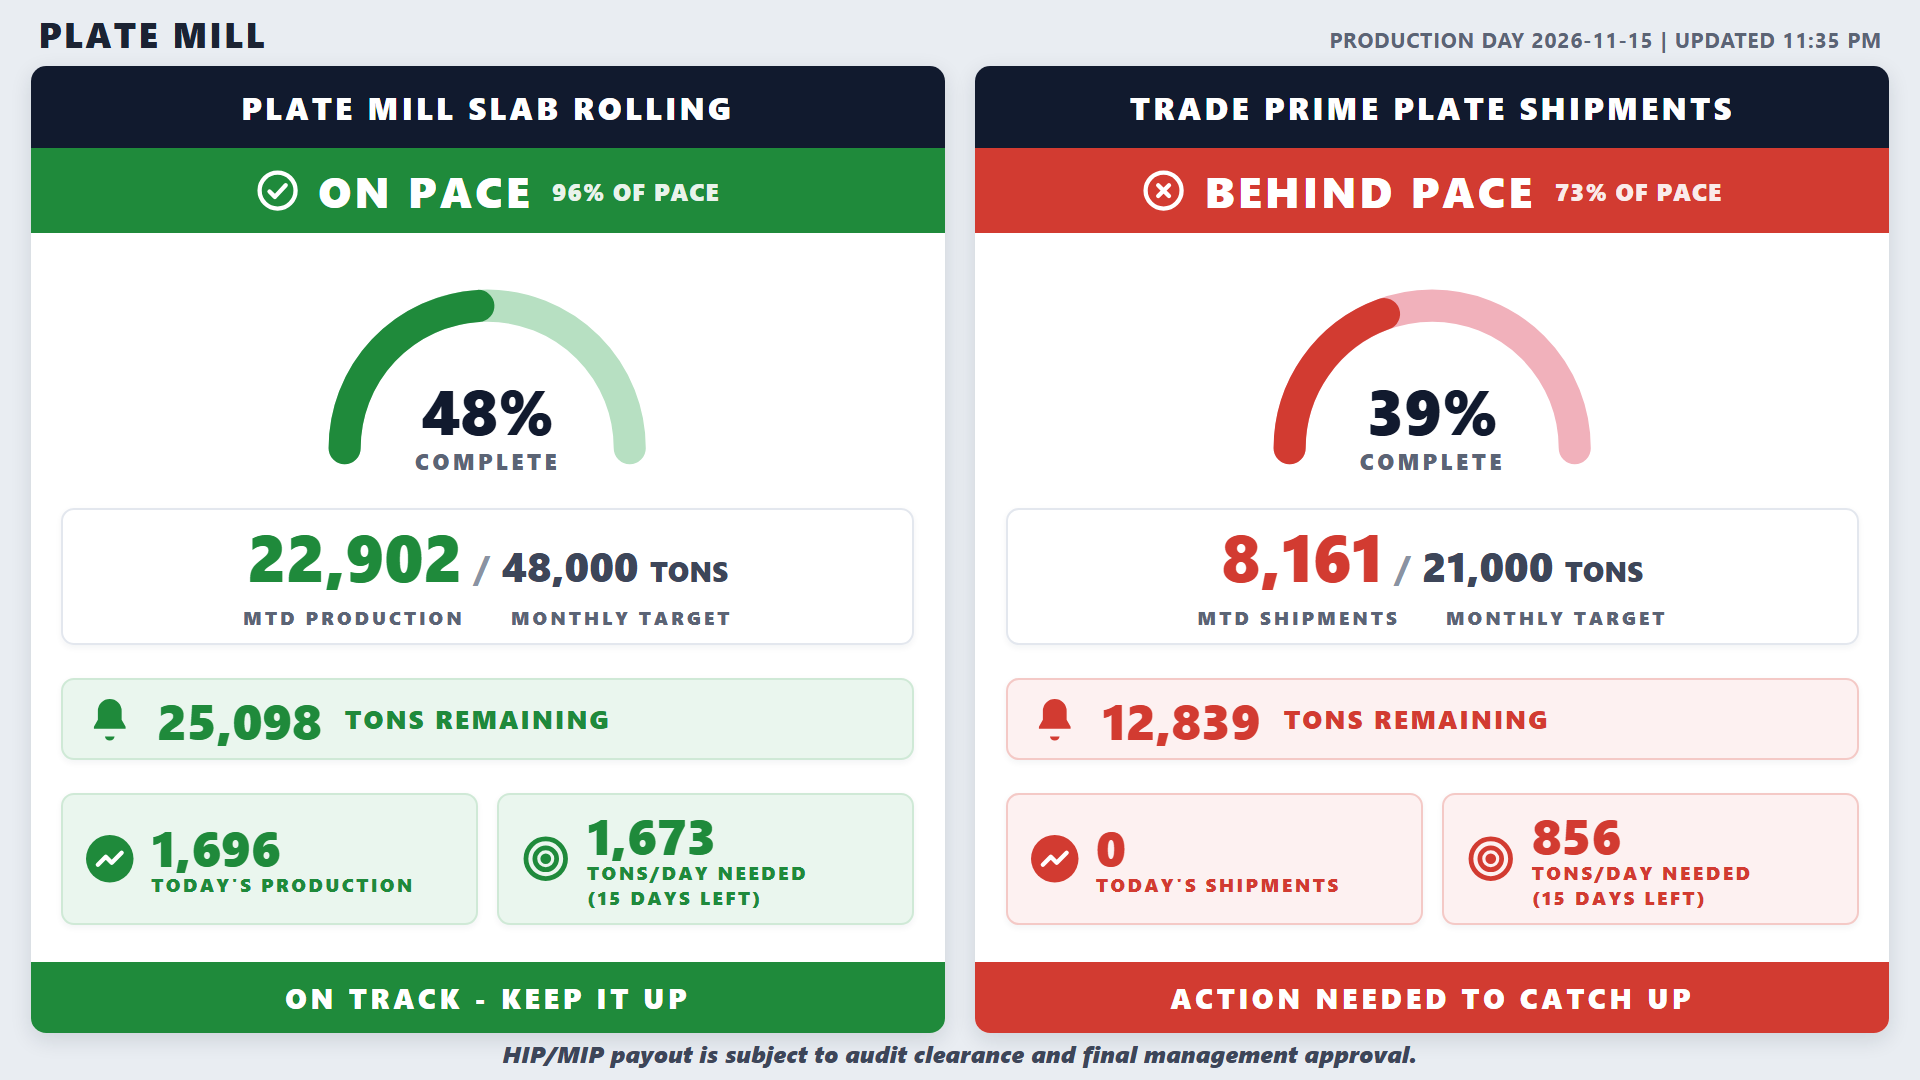 PLATE MILL
PRODUCTION DAY 2026-11-15 | UPDATED 11:35 PM
PLATE MILL SLAB ROLLING
ON PACE 96% OF PACE
48%
COMPLETE
22,902 / 48,000 TONS
MTD PRODUCTION MONTHLY TARGET
25,098 TONS REMAINING
1,696
TODAY'S PRODUCTION
1,673
TONS/DAY NEEDED
(15 DAYS LEFT)
ON TRACK - KEEP IT UP
TRADE PRIME PLATE SHIPMENTS
BEHIND PACE 73% OF PACE
39%
COMPLETE
8,161 / 21,000 TONS
MTD SHIPMENTS MONTHLY TARGET
12,839 TONS REMAINING
0
TODAY'S SHIPMENTS
856
TONS/DAY NEEDED
(15 DAYS LEFT)
ACTION NEEDED TO CATCH UP
HIP/MIP payout is subject to audit clearance and final management approval.